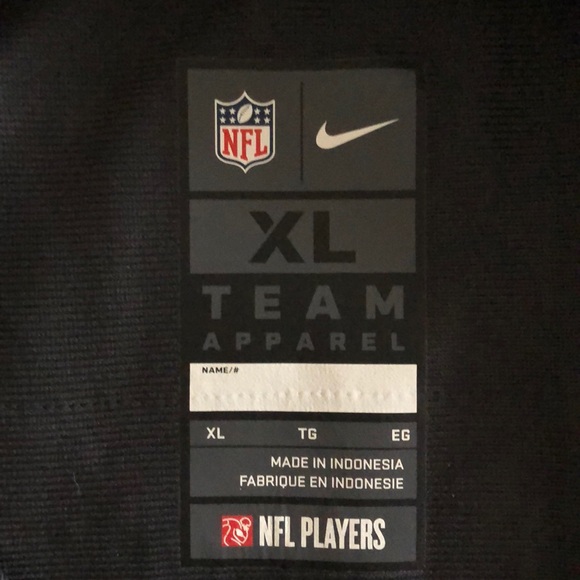 NFL
XL
TEAM
APPAREL
NAME/#
XL TG EG
MADE IN INDONESIA
FABRIQUE EN INDONESIE
NFL PLAYERS